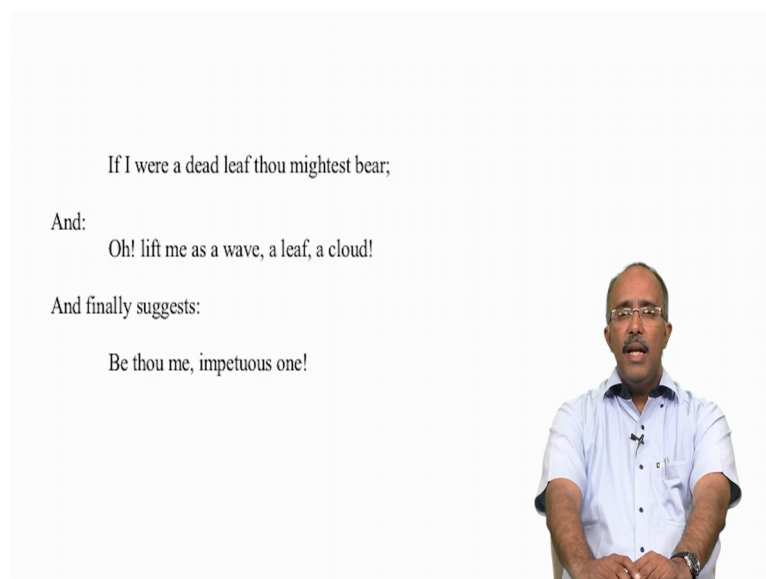 If I were a dead leaf thou mightest bear;
And:
Oh! lift me as a wave, a leaf, a cloud!
And finally suggests:
Be thou me, impetuous one!